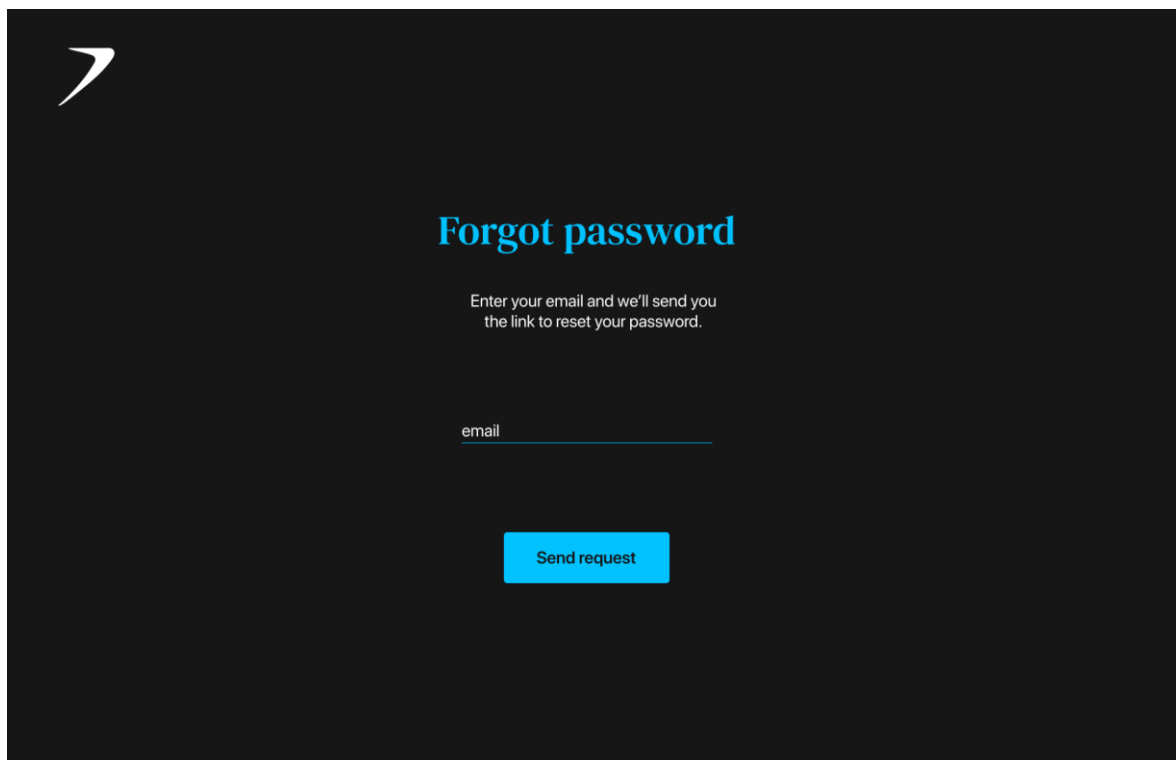 Forgot password
Enter your email and we’ll send you
the link to reset your password.
email
Send request